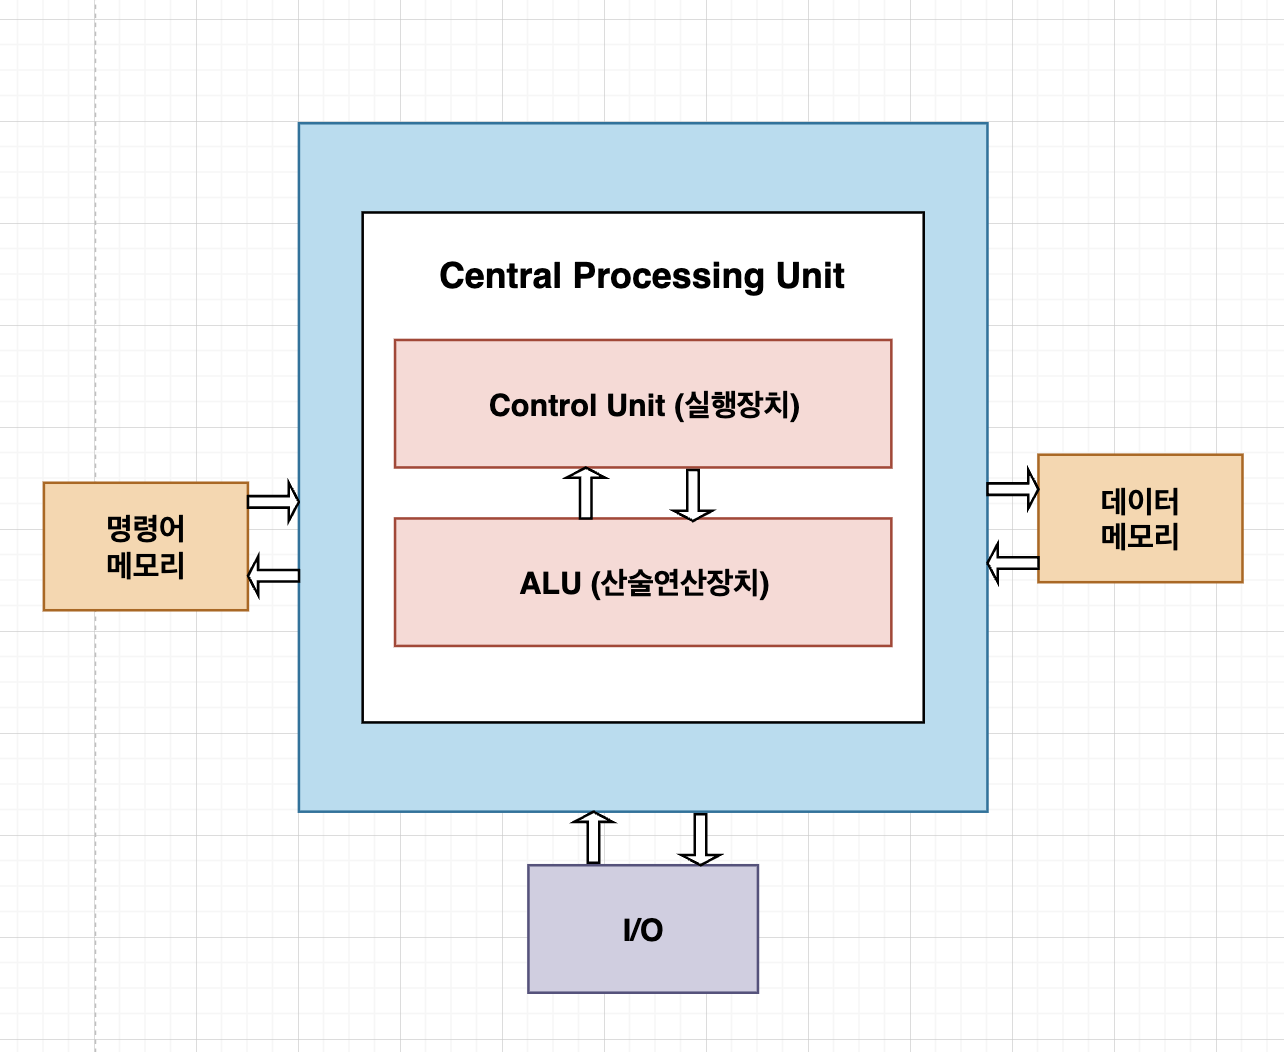 Central Processing Unit
Control Unit (실행장치)
ALU (산술연산장치)
명령어
메모리
데이터
메모리
I/O